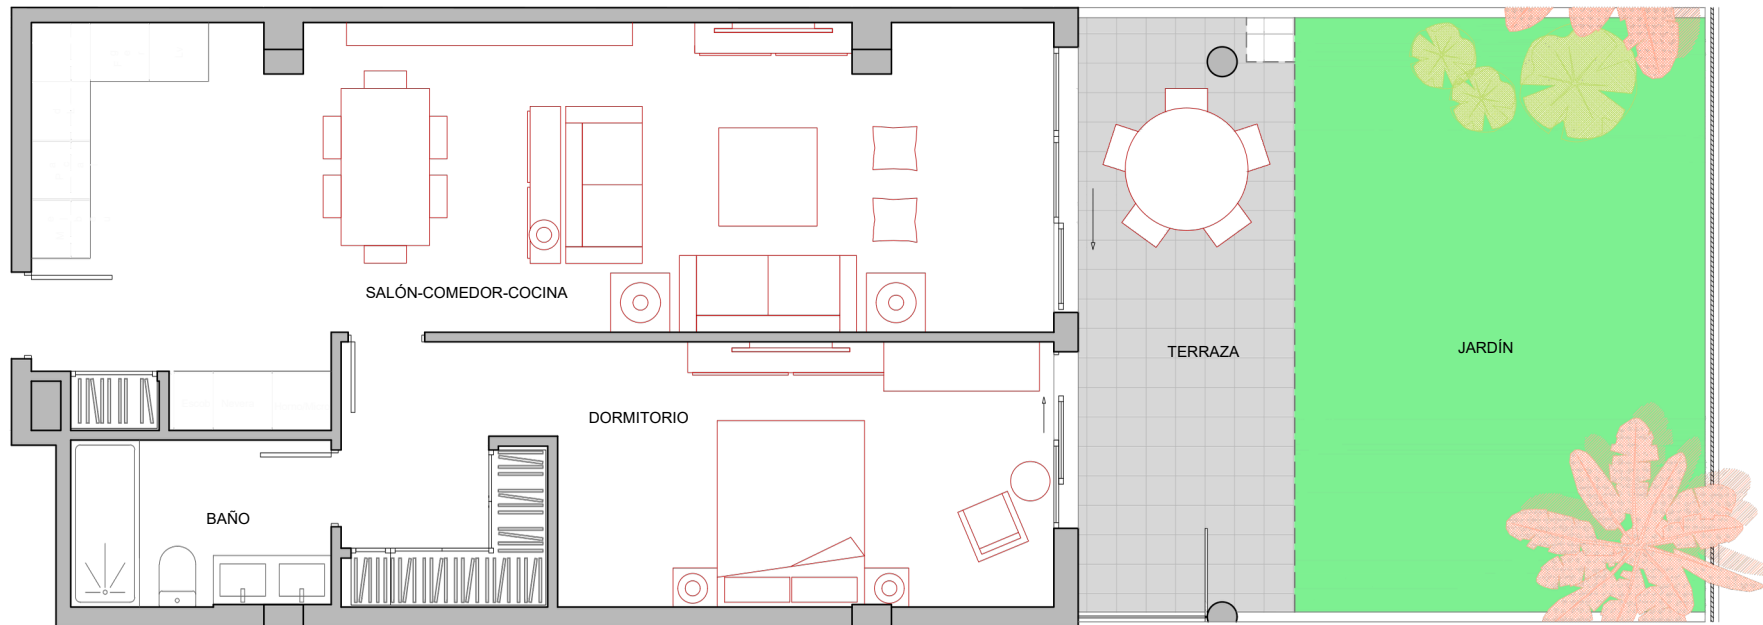 SALÓN-COMEDOR-COCINA
TERRAZA
JARDÍN
DORMITORIO
BAÑO